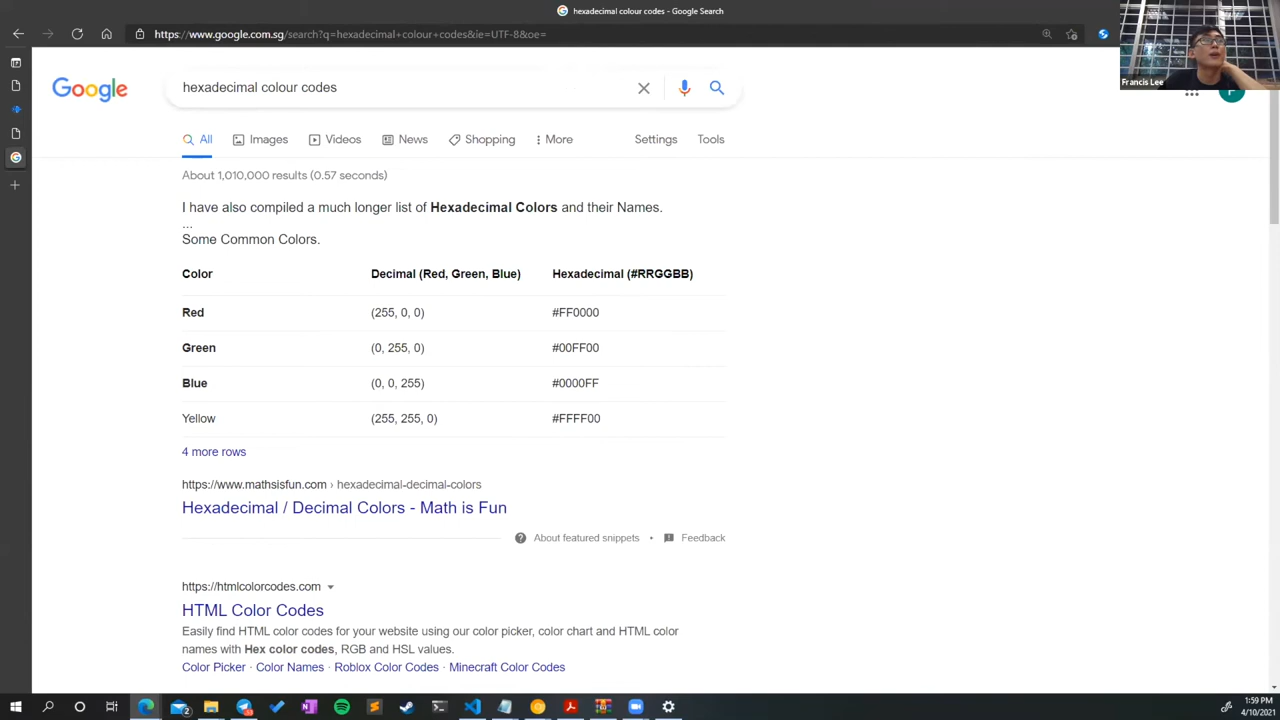 hexadecimal colour codes - Google Search
https://www.google.com.sg/search?q=hexadecimal+colour+codes&ie=UTF-8&oe=
Francis Lee
Google
hexadecimal colour codes
All Images Videos News Shopping More Settings Tools
About 1,010,000 results (0.57 seconds)
I have also compiled a much longer list of Hexadecimal Colors and their Names.
...
Some Common Colors.
Color Decimal (Red, Green, Blue) Hexadecimal (#RRGGBB)
Red (255, 0, 0) #FF0000
Green (0, 255, 0) #00FF00
Blue (0, 0, 255) #0000FF
Yellow (255, 255, 0) #FFFF00
4 more rows
https://www.mathsisfun.com › hexadecimal-decimal-colors
Hexadecimal / Decimal Colors - Math is Fun
About featured snippets • Feedback
https://htmlcolorcodes.com
HTML Color Codes
Easily find HTML color codes for your website using our color picker, color chart and HTML color
names with Hex color codes, RGB and HSL values.
Color Picker · Color Names · Roblox Color Codes · Minecraft Color Codes
2
1:59 PM
4/10/2021